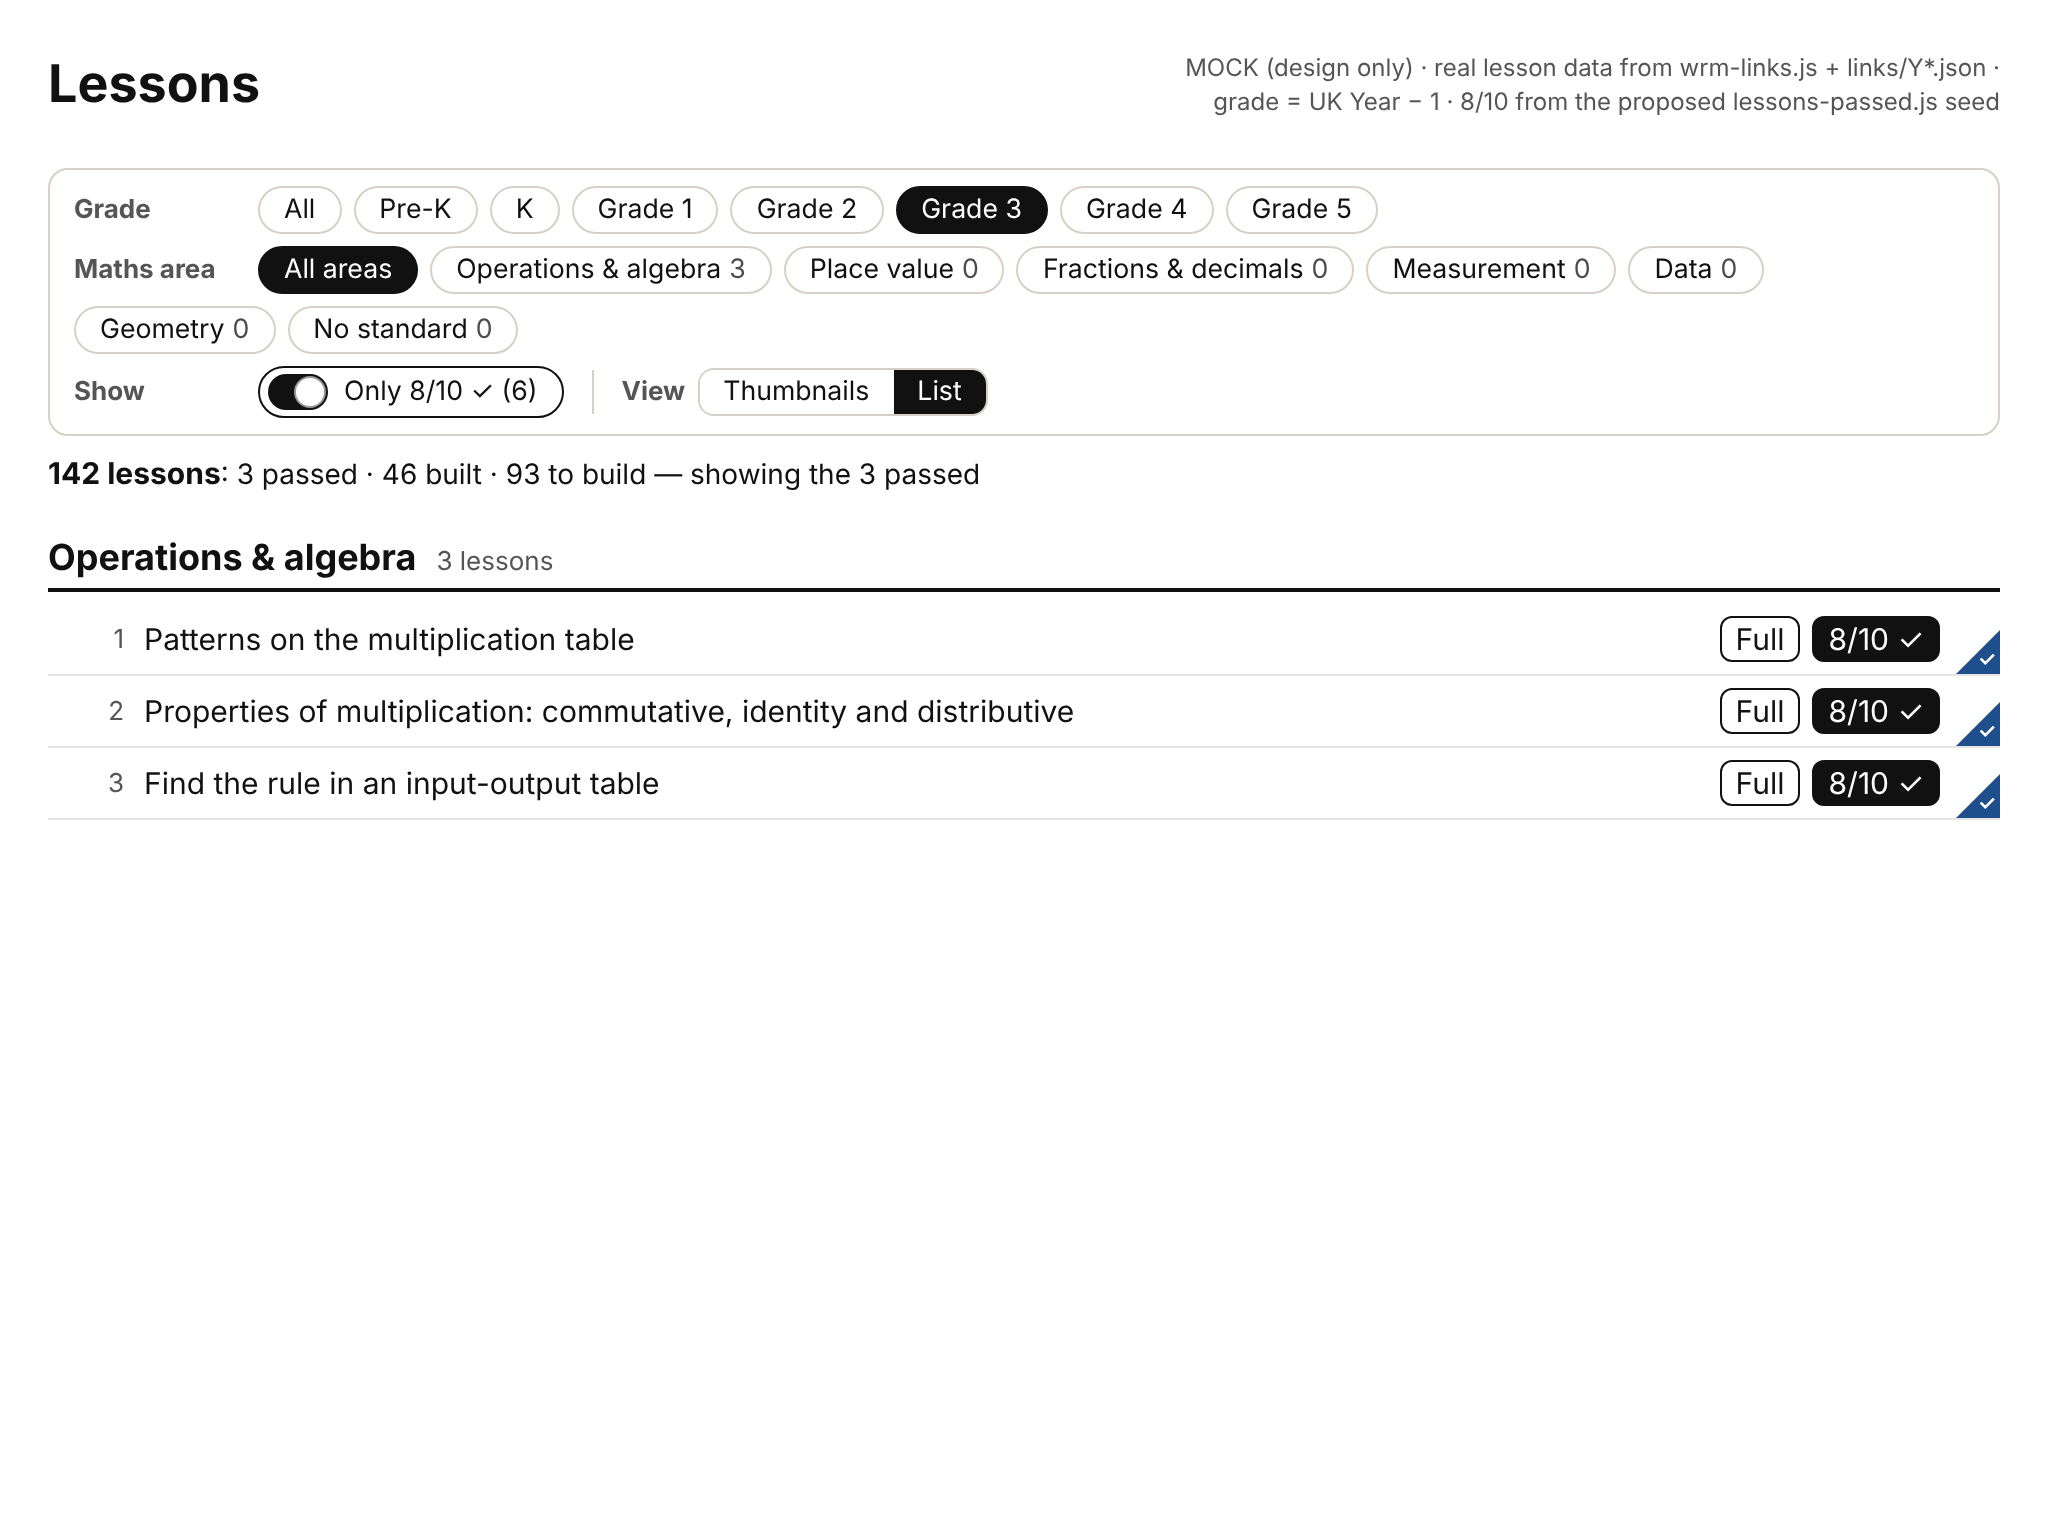 Lessons
MOCK (design only) · real lesson data from wrm-links.js + links/Y*.json ·
grade = UK Year − 1 · 8/10 from the proposed lessons-passed.js seed
Grade All Pre-K K Grade 1 Grade 2 Grade 3 Grade 4 Grade 5
Maths area All areas Operations & algebra 3 Place value 0 Fractions & decimals 0 Measurement 0 Data 0
Geometry 0 No standard 0
Show Only 8/10 ✓ (6) View Thumbnails List
142 lessons: 3 passed · 46 built · 93 to build — showing the 3 passed
Operations & algebra 3 lessons
1 Patterns on the multiplication table Full 8/10 ✓ ✓
2 Properties of multiplication: commutative, identity and distributive Full 8/10 ✓ ✓
3 Find the rule in an input-output table Full 8/10 ✓ ✓